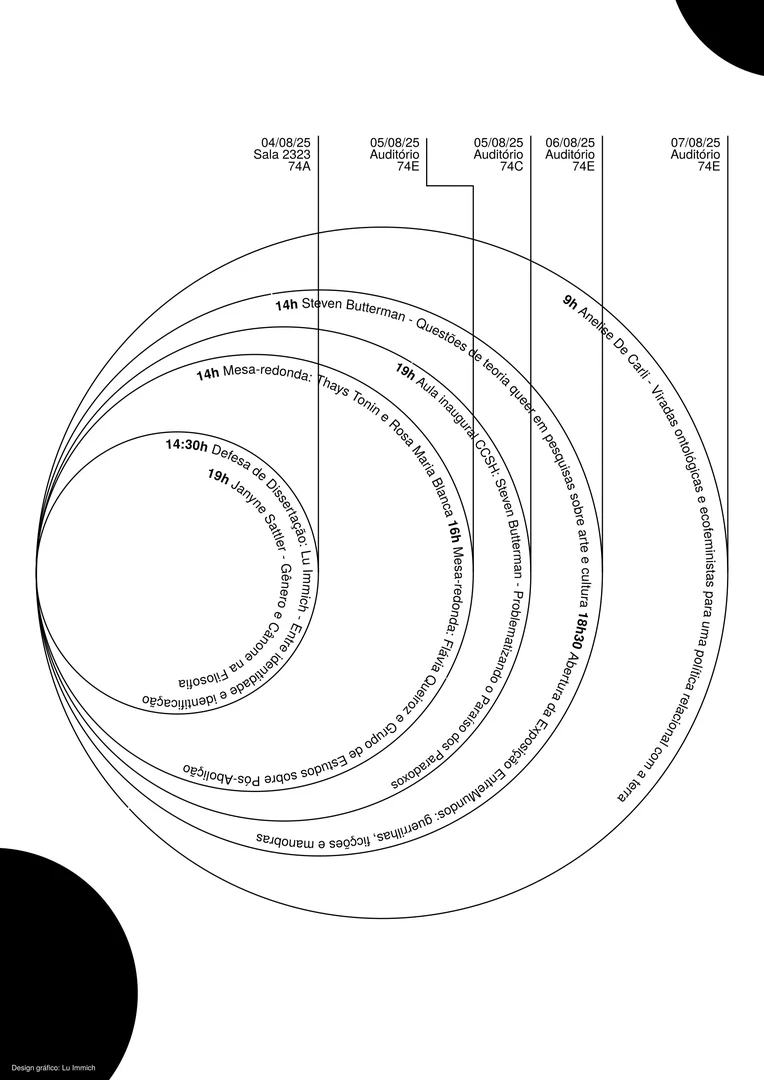 04/08/25
Sala 2323
74A
05/08/25
Auditório
74E
05/08/25
Auditório
74C
06/08/25
Auditório
74E
07/08/25
Auditório
74E
14:30h Defesa de Dissertação: Lu Immich - Entre identidade e identificação
19h Janyne Sattler - Gênero e Cânone na Filosofia
14h Mesa-redonda: Thays Tonin e Rosa Maria Blanca 16h Mesa-redonda: Flávia Queiroz e Grupo de Estudos sobre Pós-Abolição
19h Aula inaugural CCSH: Steven Butterman - Problematizando o Paraíso dos Paradoxos
14h Steven Butterman - Questões de teoria queer em pesquisas sobre arte e cultura 18h30 Abertura da Exposição EntreMundos: guerrilhas, ficções e manobras
9h Anelise De Carli - Viradas ontológicas e ecofeministas para uma política relacional com a terra
Design gráfico: Lu Immich